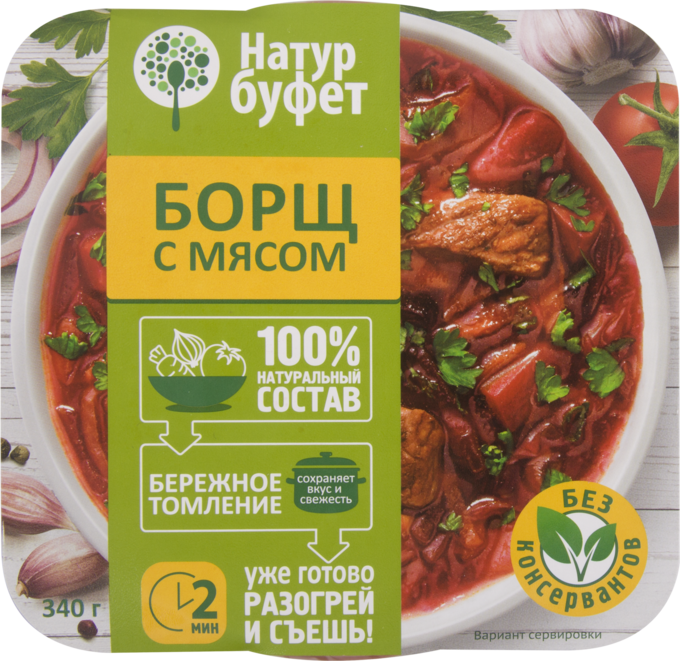 Натур
буфет
БОРЩ
С МЯСОМ
100%
НАТУРАЛЬНЫЙ
СОСТАВ
БЕРЕЖНОЕ
ТОМЛЕНИЕ
сохраняет
вкус и
свежесть
2
МИН
уже готово
РАЗОГРЕЙ
И СЪЕШЬ!
340 г
БЕЗ
КОНСЕРВАНТОВ
Вариант сервировки